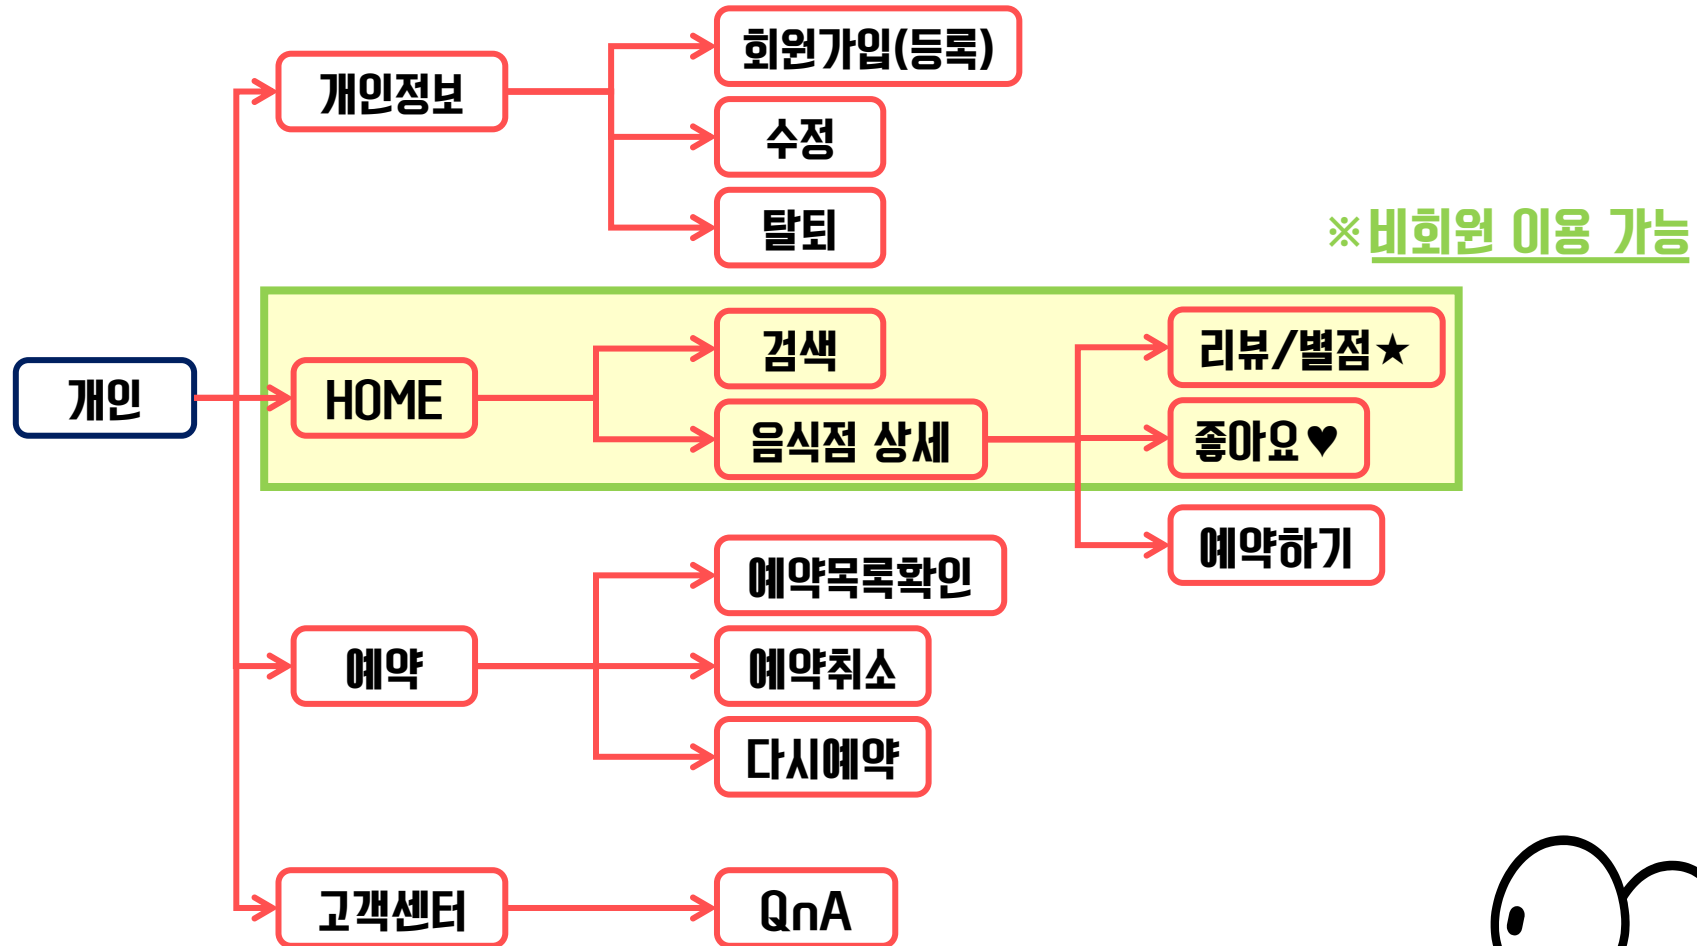 회원가입(등록)
개인정보
수정
탈퇴
※비회원 이용 가능
검색
리뷰/별점★
개인
HOME
음식점 상세
좋아요♥
예약하기
예약목록확인
예약
예약취소
다시예약
고객센터
QnA